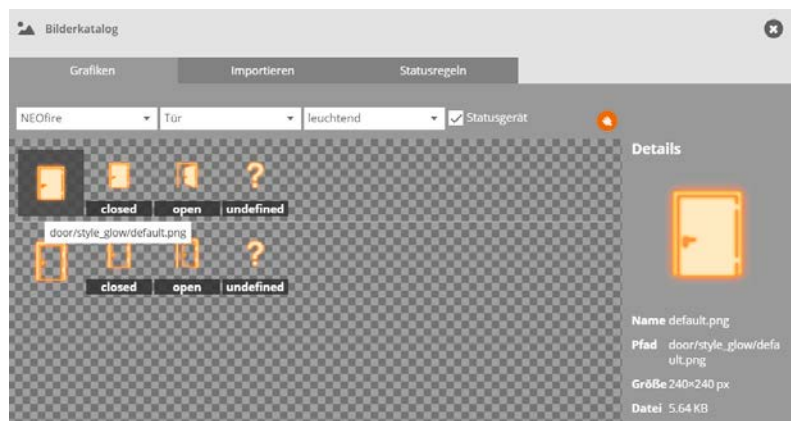 Bilderkatalog
Grafiken Importieren Statusregeln
NEOfire Tür leuchtend Statusgerät
Details
closed open undefined
door/style_glow/default.png
closed open undefined
Name default.png
Pfad door/style_glow/defa
ult.png
Größe 240×240 px
Datei 5.64 KB